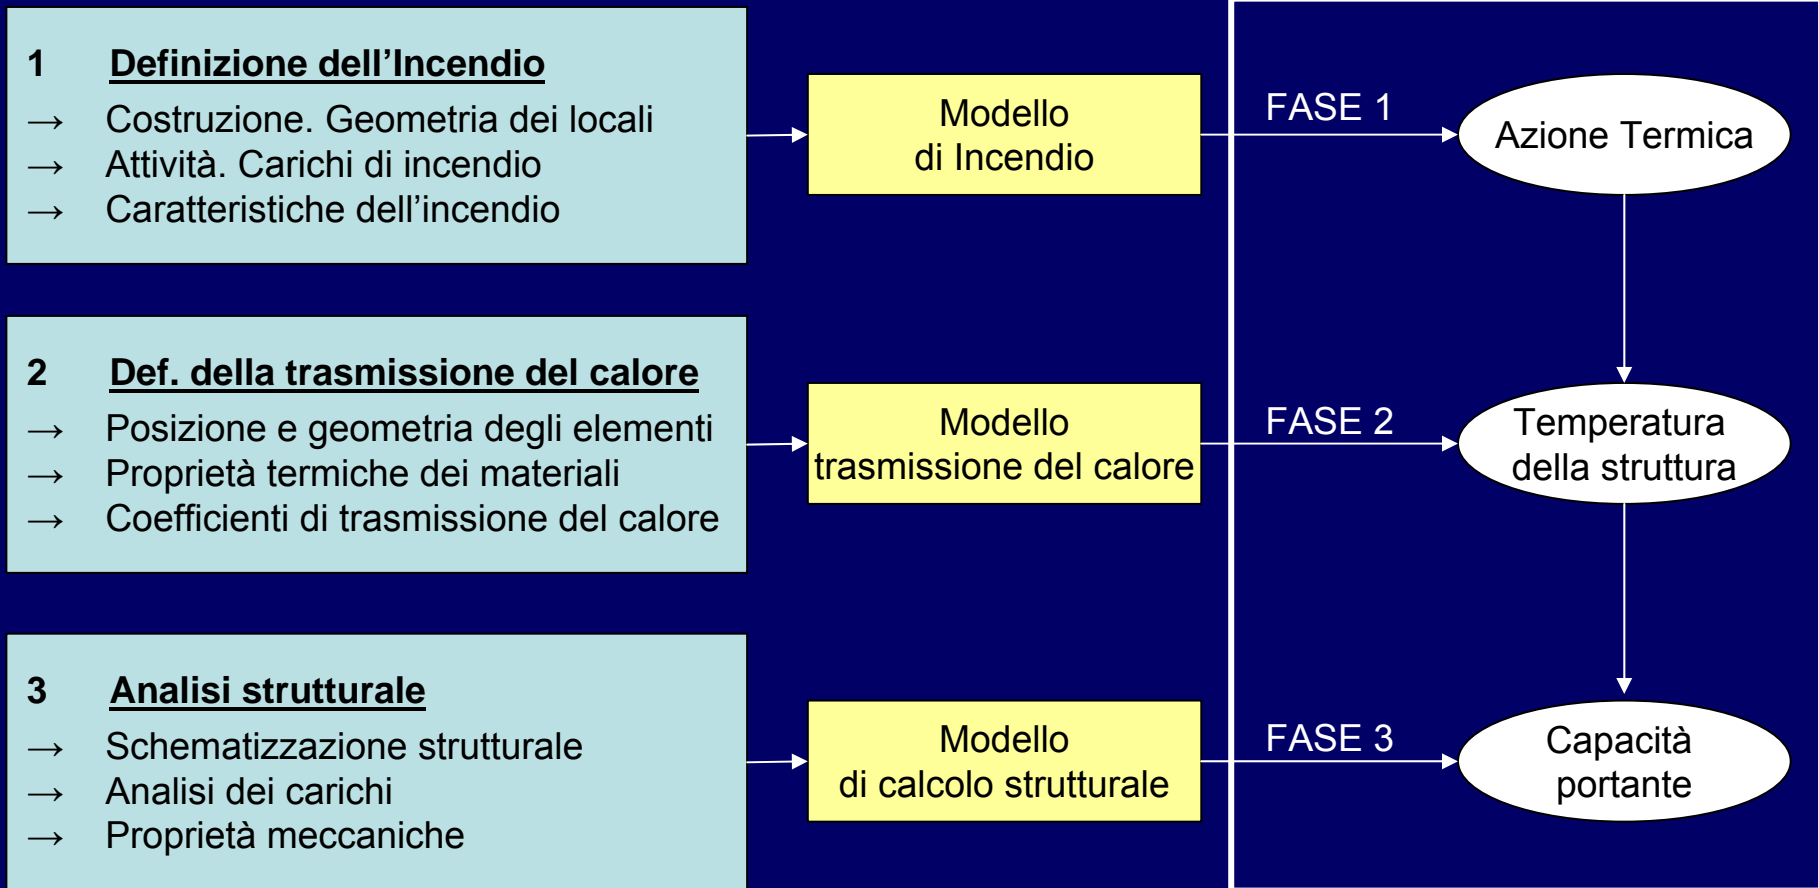 1 Definizione dell’Incendio
→ Costruzione. Geometria dei locali
→ Attività. Carichi di incendio
→ Caratteristiche dell’incendio
Modello
di Incendio
FASE 1
Azione Termica
2 Def. della trasmissione del calore
→ Posizione e geometria degli elementi
→ Proprietà termiche dei materiali
→ Coefficienti di trasmissione del calore
Modello
trasmissione del calore
FASE 2
Temperatura
della struttura
3 Analisi strutturale
→ Schematizzazione strutturale
→ Analisi dei carichi
→ Proprietà meccaniche
Modello
di calcolo strutturale
FASE 3
Capacità
portante